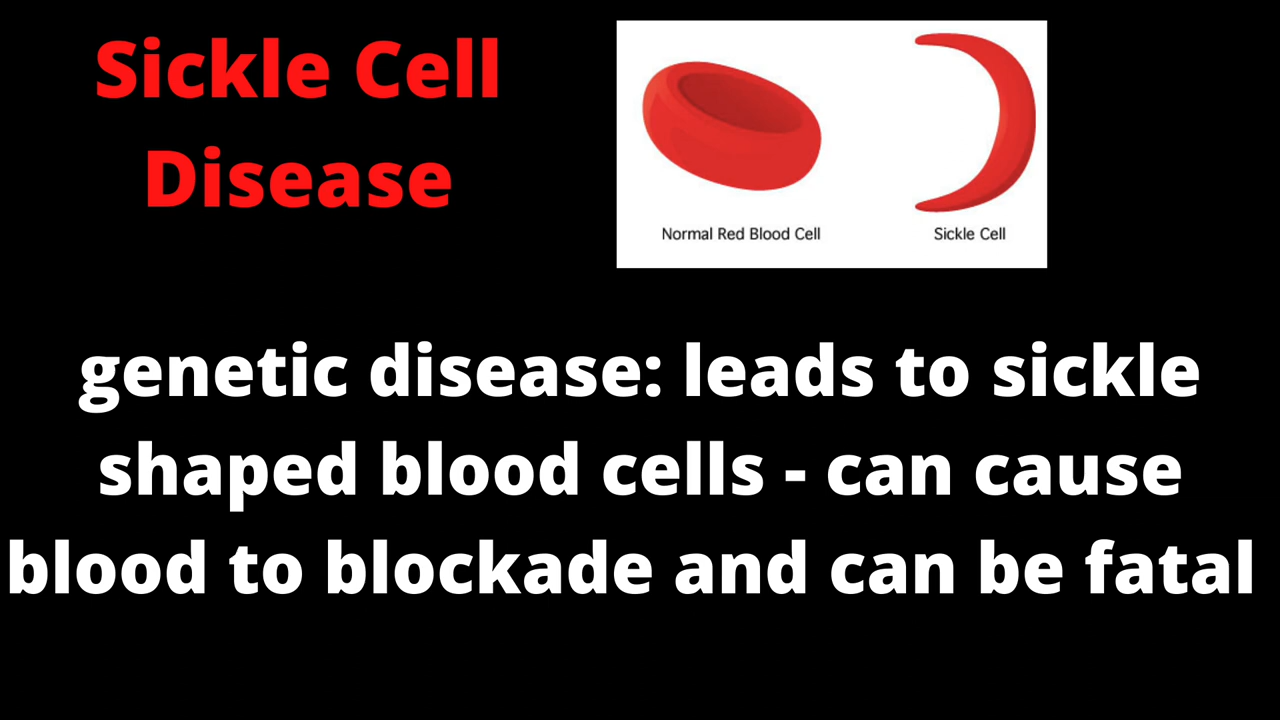 Sickle Cell
Disease
Normal Red Blood Cell
Sickle Cell
genetic disease: leads to sickle
shaped blood cells - can cause
blood to blockade and can be fatal